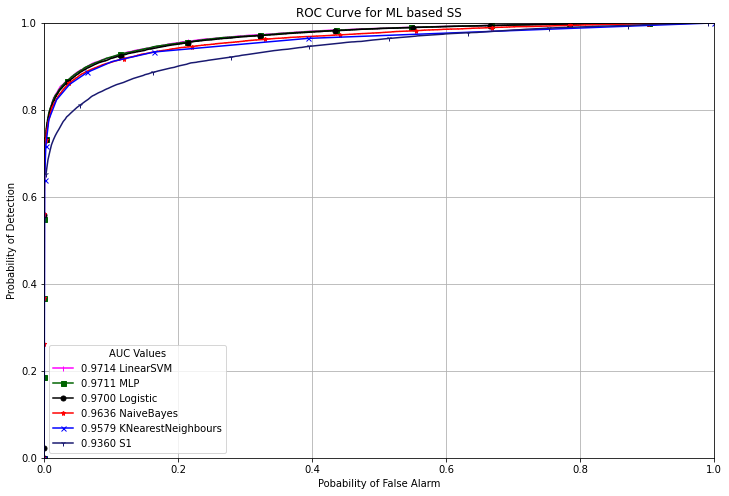 ROC Curve for ML based SS
Probability of Detection
1.0
0.8
0.6
0.4
0.2
0.0
AUC Values
0.9714 LinearSVM
0.9711 MLP
0.9700 Logistic
0.9636 NaiveBayes
0.9579 KNearestNeighbours
0.9360 S1
0.0 0.2 0.4 0.6 0.8 1.0
Pobability of False Alarm